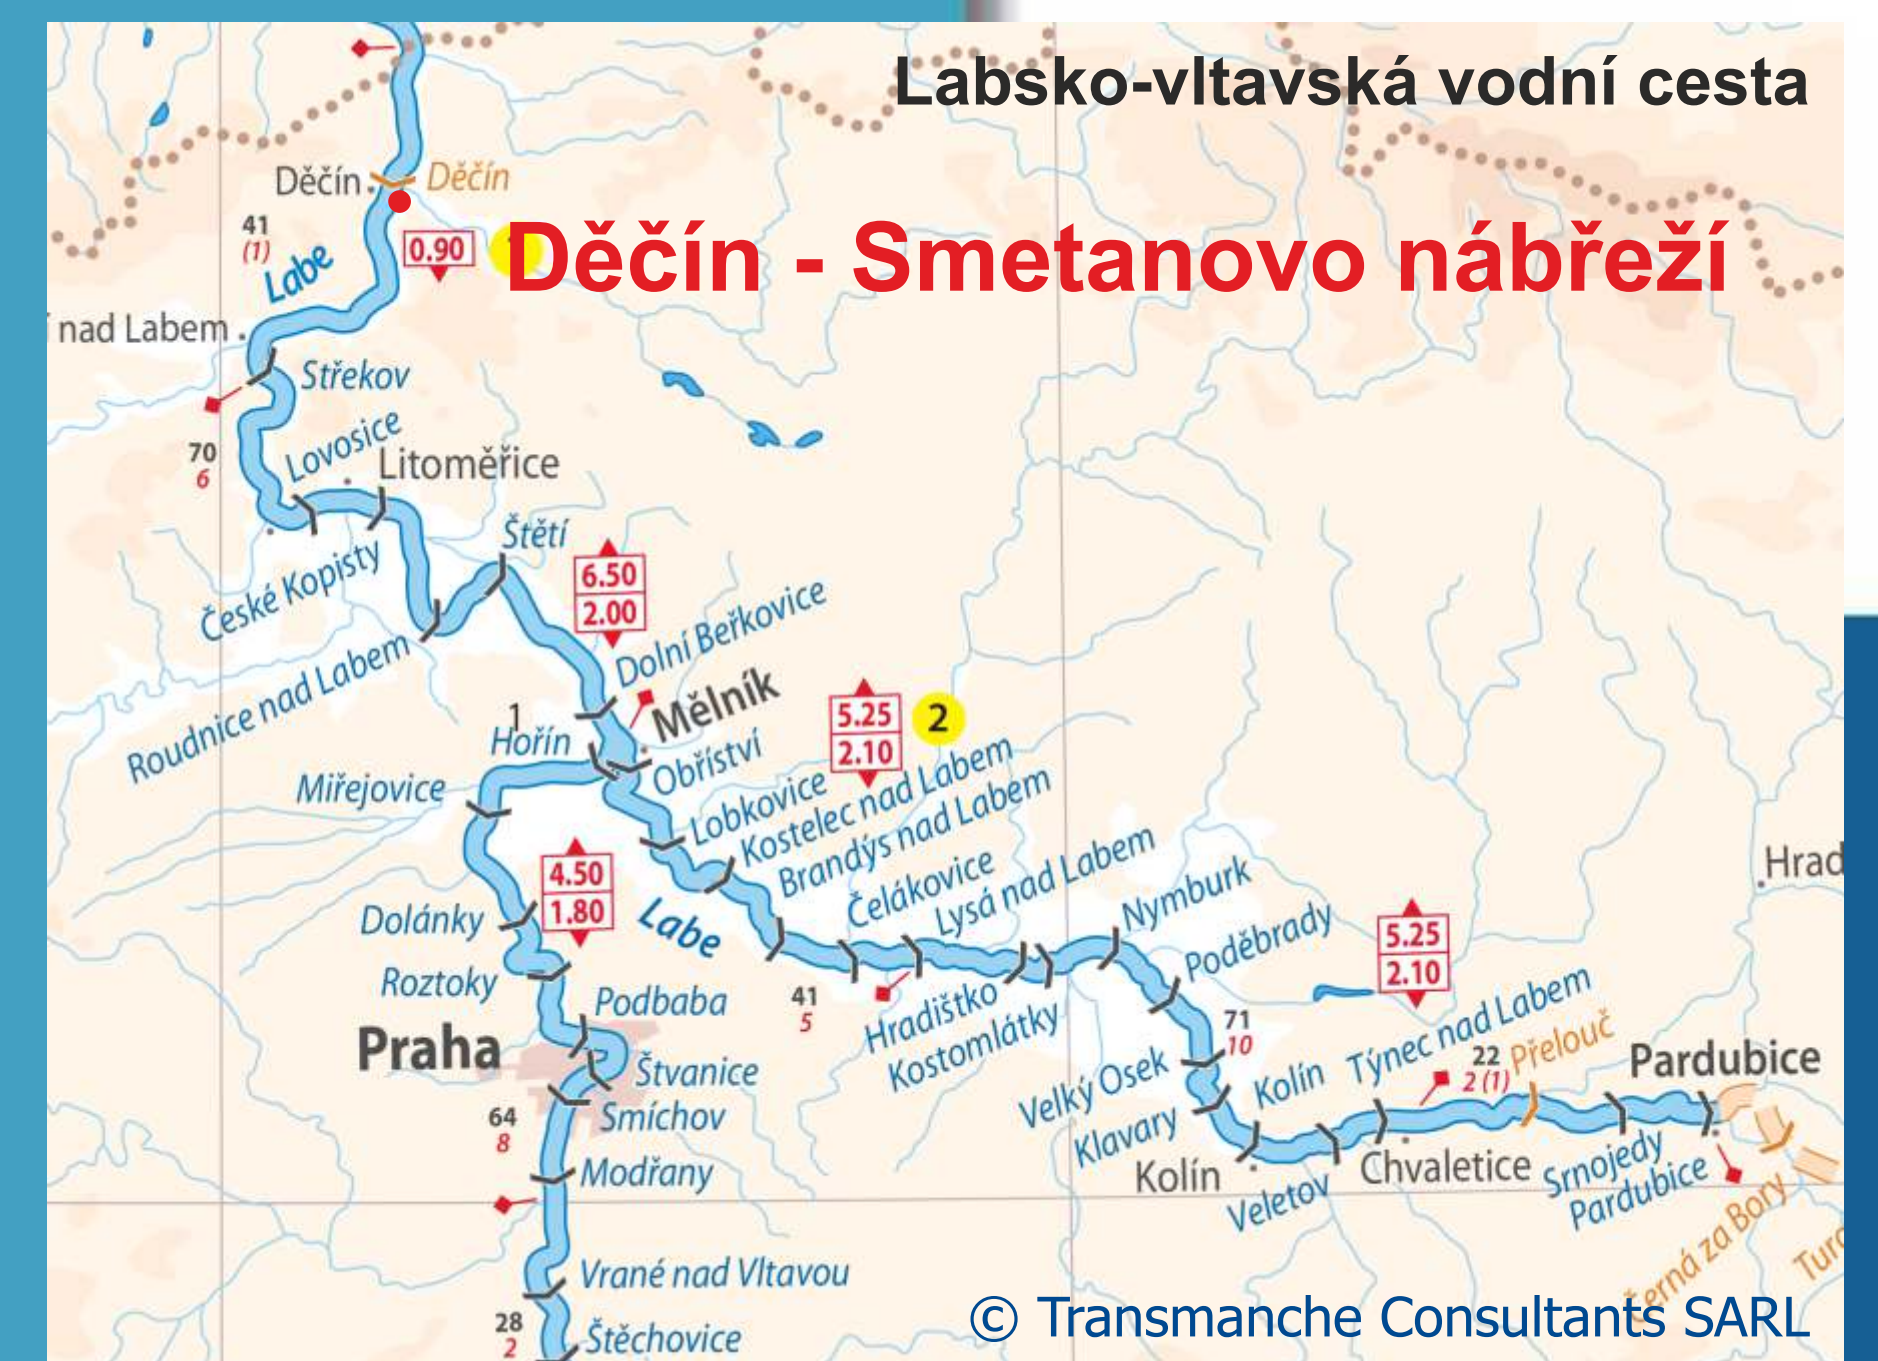 Labsko-vltavská vodní cesta
Děčín
Děčín
41
(1)
Labe
0.90
Děčín - Smetanovo nábřeží
nad Labem
Střekov
70
6
Lovosice
Litoměřice
Štětí
České Kopisty
6.50
2.00
Roudnice nad Labem
Dolní Beřkovice
Mělník
1
Hořín
Obříství
5.25
2.10
2
Miřejovice
Lobkovice
Kostelec nad Labem
Brandýs nad Labem
4.50
1.80
Labe
Čelákovice
Lysá nad Labem
Nymburk
Hrad
Dolánky
Poděbrady
5.25
2.10
Roztoky
Podbaba
41
5
Hradištko
Kostomlátky
71
10
Týnec nad Labem
Přelouč
Praha
Štvanice
Velký Osek
Kolín
22
2 (1)
Pardubice
Smíchov
64
8
Klavary
Modřany
Kolín
Veletov
Chvaletice
Srnojedy
Pardubice
Černá za Bory
Vrané nad Vltavou
28
2
Štěchovice
© Transmanche Consultants SARL